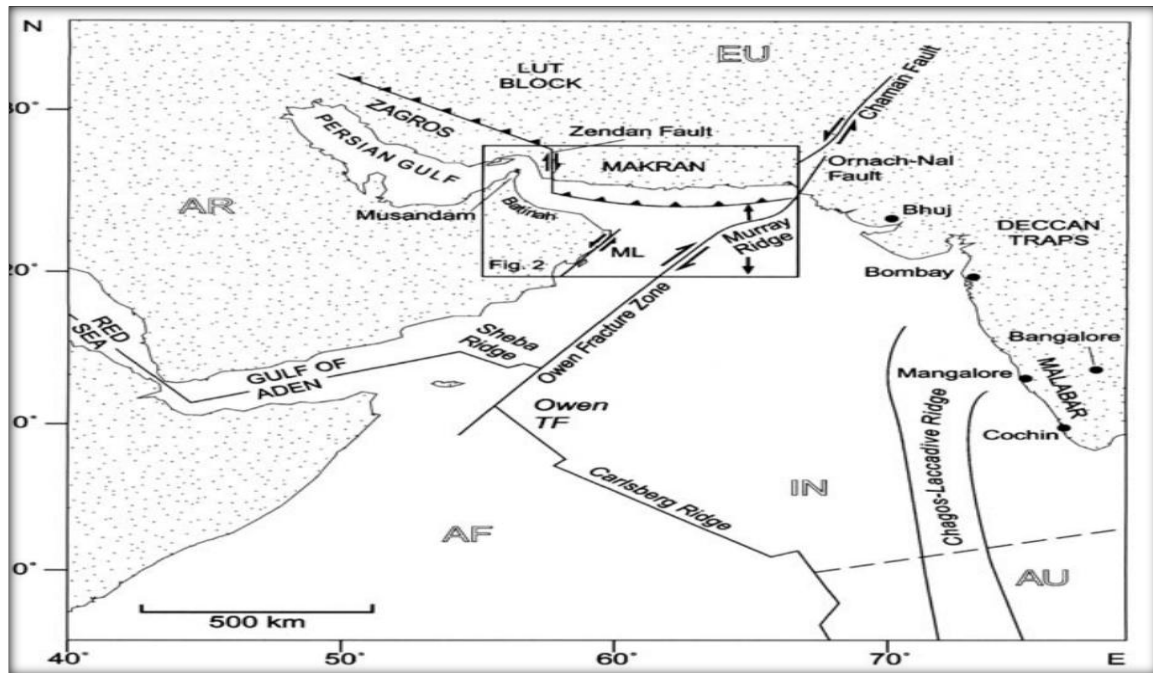 N
EU
LUT
BLOCK
Chaman Fault
30°
ZAGROS
Zendan Fault
PERSIAN GULF
MAKRAN
Ornach-Nal
Fault
AR
Musandam
Batinah
Bhuj
Murray
Ridge
DECCAN
TRAPS
ML
Fig. 2
20°
Bombay
Owen Fracture Zone
RED
SEA
Sheba
Ridge
Bangalore
GULF OF
ADEN
Mangalore
MALABAR
0°
Owen
TF
Cochin
Chagos-Laccadive Ridge
Carlsberg Ridge
IN
AF
0°
AU
500 km
40°
50°
60°
70°
E